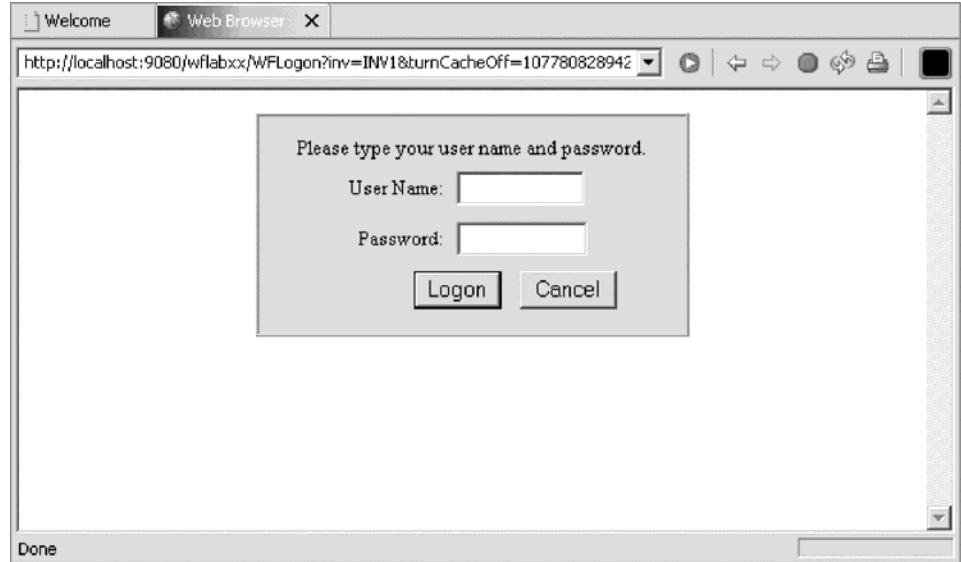 Welcome
Web Browser
http://localhost:9080/wflabxx/WFLogon?inv=INV1&turnCacheOff=107780828942
Please type your user name and password.
User Name:
Password:
Logon Cancel
Done